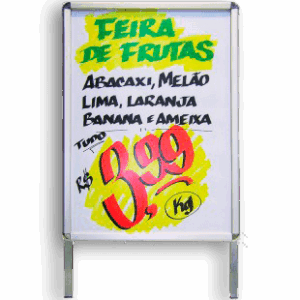 FEIRA
DE FRUTAS
ABACAXI, MELÃO
LIMA, LARANJA
BANANA E AMEIXA
TUDO
R$ 3,99
Kg